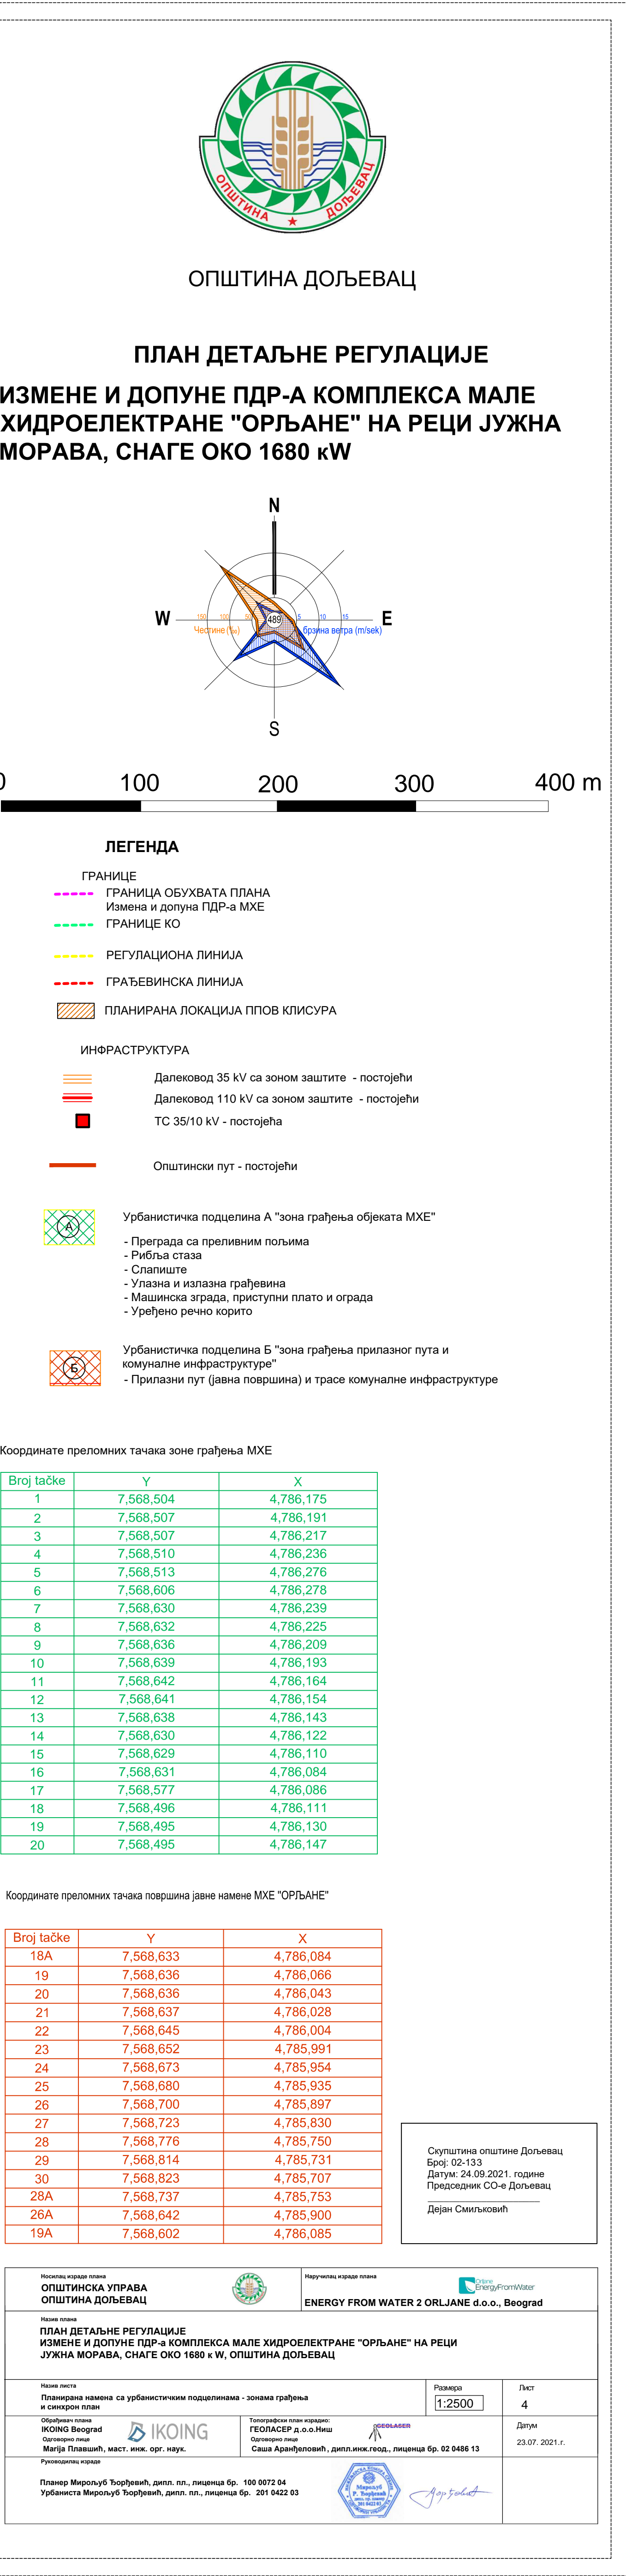 ОПШТИНА ДОЉЕВАЦ
ОПШТИНА ДОЉЕВАЦ
ПЛАН ДЕТАЉНЕ РЕГУЛАЦИЈЕ
ИЗМЕНЕ И ДОПУНЕ ПДР-А КОМПЛЕКСА МАЛЕ
ХИДРОЕЛЕКТРАНЕ "ОРЉАНЕ" НА РЕЦИ ЈУЖНА
МОРАВА, СНАГЕ ОКО 1680 кW
N
W E
150 100 50 489 5 10 15
Честине (‰) брзина ветра (m/sek)
S
0 100 200 300 400 m
ЛЕГЕНДА
ГРАНИЦЕ
ГРАНИЦА ОБУХВАТА ПЛАНА
Измена и допуна ПДР-а МХЕ
ГРАНИЦЕ КО
РЕГУЛАЦИОНА ЛИНИЈА
ГРАЂЕВИНСКА ЛИНИЈА
ПЛАНИРАНА ЛОКАЦИЈА ППОВ КЛИСУРА
ИНФРАСТРУКТУРА
Далековод 35 kV са зоном заштите - постојећи
Далековод 110 kV са зоном заштите - постојећи
ТС 35/10 kV - постојећа
Општински пут - постојећи
А
Урбанистичка подцелина А "зона грађења објеката МХЕ"
- Преграда са преливним пољима
- Рибља стаза
- Слапиште
- Улазна и излазна грађевина
- Машинска зграда, приступни плато и ограда
- Уређено речно корито
Б
Урбанистичка подцелина Б "зона грађења прилазног пута и
комуналне инфраструктуре"
- Прилазни пут (јавна површина) и трасе комуналне инфраструктуре
Координате преломних тачака зоне грађења МХЕ
Broj tačke Y X
1 7,568,504 4,786,175
2 7,568,507 4,786,191
3 7,568,507 4,786,217
4 7,568,510 4,786,236
5 7,568,513 4,786,276
6 7,568,606 4,786,278
7 7,568,630 4,786,239
8 7,568,632 4,786,225
9 7,568,636 4,786,209
10 7,568,639 4,786,193
11 7,568,642 4,786,164
12 7,568,641 4,786,154
13 7,568,638 4,786,143
14 7,568,630 4,786,122
15 7,568,629 4,786,110
16 7,568,631 4,786,084
17 7,568,577 4,786,086
18 7,568,496 4,786,111
19 7,568,495 4,786,130
20 7,568,495 4,786,147
Координате преломних тачака површина јавне намене МХЕ "ОРЉАНЕ"
Broj tačke Y X
18A 7,568,633 4,786,084
19 7,568,636 4,786,066
20 7,568,636 4,786,043
21 7,568,637 4,786,028
22 7,568,645 4,786,004
23 7,568,652 4,785,991
24 7,568,673 4,785,954
25 7,568,680 4,785,935
26 7,568,700 4,785,897
27 7,568,723 4,785,830
28 7,568,776 4,785,750
29 7,568,814 4,785,731
30 7,568,823 4,785,707
28A 7,568,737 4,785,753
26A 7,568,642 4,785,900
19A 7,568,602 4,786,085
Скупштина општине Дољевац
Број: 02-133
Датум: 24.09.2021. године
Председник СО-е Дољевац
Дејан Смиљковић
Носилац израде плана
ОПШТИНСКА УПРАВА
ОПШТИНА ДОЉЕВАЦ
Наручилац израде плана
Orljane
EnergyFromWater
ENERGY FROM WATER 2 ORLJANE d.o.o., Beograd
Назив плана
ПЛАН ДЕТАЉНЕ РЕГУЛАЦИЈЕ
ИЗМЕНЕ И ДОПУНЕ ПДР-а КОМПЛЕКСА МАЛЕ ХИДРОЕЛЕКТРАНЕ "ОРЉАНЕ" НА РЕЦИ
ЈУЖНА МОРАВА, СНАГЕ ОКО 1680 к W, ОПШТИНА ДОЉЕВАЦ
Назив листа
Планирана намена са урбанистичким подцелинама - зонама грађења
и синхрон план
Размера
1:2500
Лист
4
Обрађивач плана
IKOING Beograd
Одговорно лице
Marija Плавшић, маст. инж. орг. наук.
IKOING
Топографски план израдио:
ГЕОЛАСЕР д.о.о.Ниш
Одговорно лице
Саша Аранђеловић , дипл.инж.геод., лиценца бр. 02 0486 13
GEOLASER
Датум
23.07. 2021.г.
Руководилац израде
Планер Мирољуб Ђорђевић, дипл. пл., лиценца бр. 100 0072 04
Урбаниста Мирољуб Ђорђевић, дипл. пл., лиценца бр. 201 0422 03
Мирољуб
Р. Ђорђевић
201 0422 03